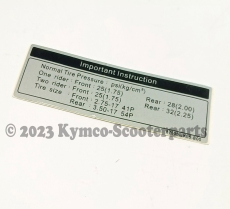 Important Instruction
Normal Tire Pressure : psi(kg/cm²)
One rider : Front : 25(1.75) Rear : 28(2.00)
Two rider : Front : 25(1.75) Rear : 32(2.25)
Tire size : Front : 2.75-17 41P
Rear : 3.50-17 54P
© 2023 Kymco-Scooterparts